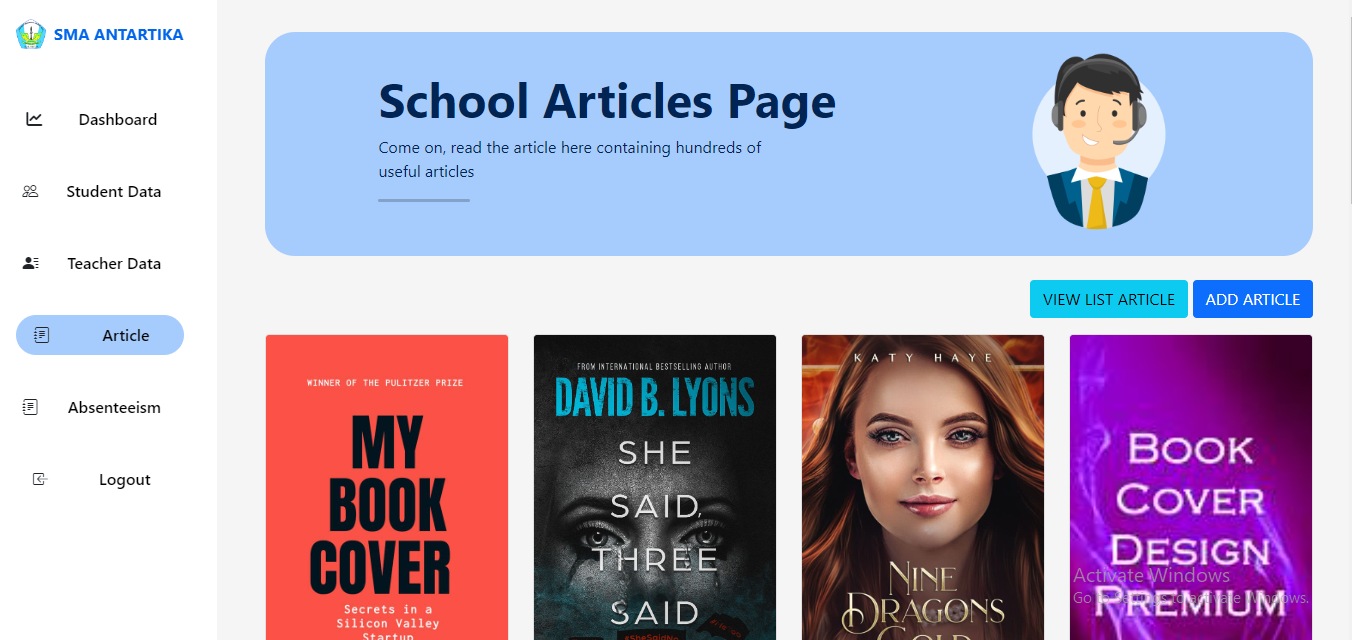 SMA ANTARTIKA
Dashboard
Student Data
Teacher Data
Article
Absenteeism
Logout
School Articles Page
Come on, read the article here containing hundreds of
useful articles
VIEW LIST ARTICLE
ADD ARTICLE
WINNER OF THE PULITZER PRIZE
MY
BOOK
COVER
Secrets in a
Silicon Valley
Startup
FROM INTERNATIONAL BESTSELLING AUTHOR
DAVID B. LYONS
SHE
SAID,
THREE
SAID
#SheSaidNo
KATY HAYE
NINE
DRAGONS
GOLD
BOOK
COVER
DESIGN
PREMIUM
Activate Windows
Go to Settings to activate Windows.